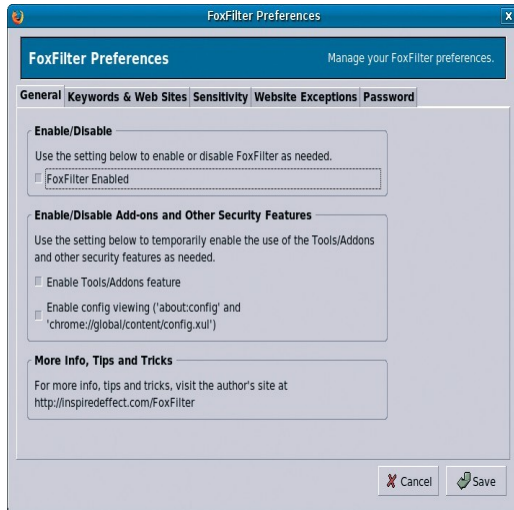 FoxFilter Preferences
FoxFilter Preferences
Manage your FoxFilter preferences.
General Keywords & Web Sites Sensitivity Website Exceptions Password
Enable/Disable
Use the setting below to enable or disable FoxFilter as needed.
FoxFilter Enabled
Enable/Disable Add-ons and Other Security Features
Use the setting below to temporarily enable the use of the Tools/Addons
and other security features as needed.
Enable Tools/Addons feature
Enable config viewing ('about:config' and
'chrome://global/content/config.xul')
More Info, Tips and Tricks
For more info, tips and tricks, visit the author's site at
http://inspiredeffect.com/FoxFilter
Cancel Save